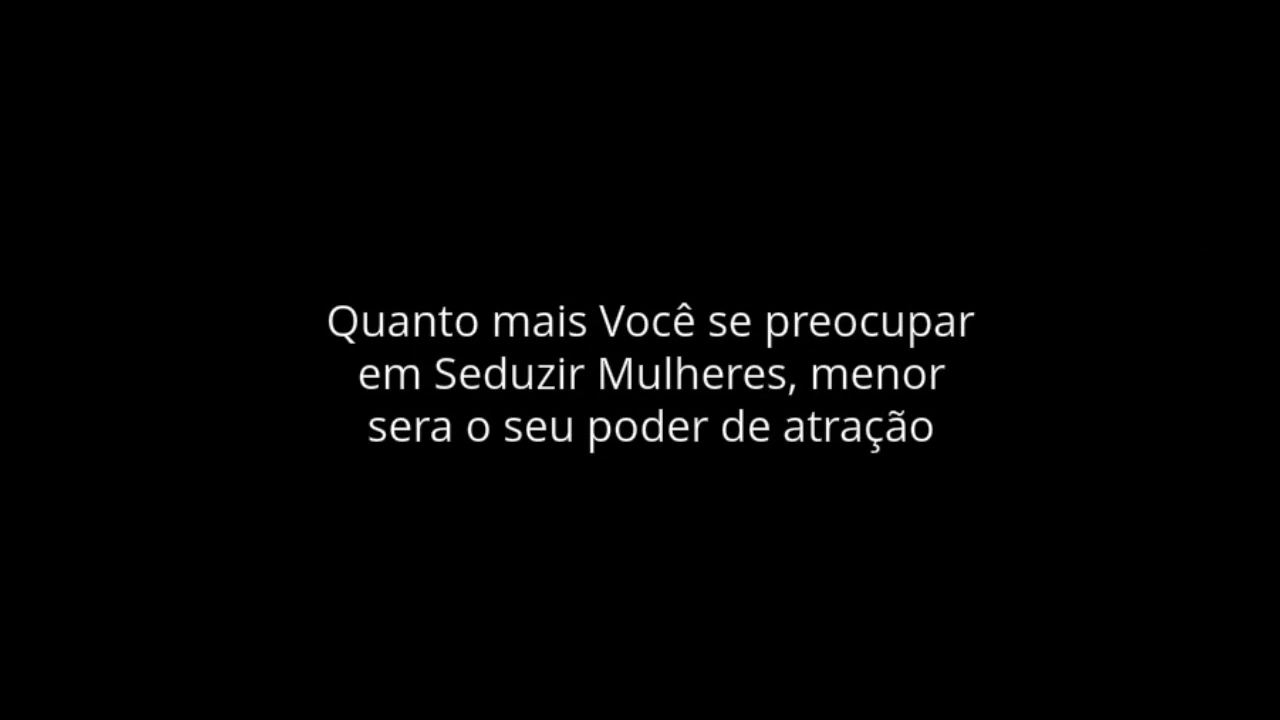 Quanto mais Você se preocupar
em Seduzir Mulheres, menor
sera o seu poder de atração